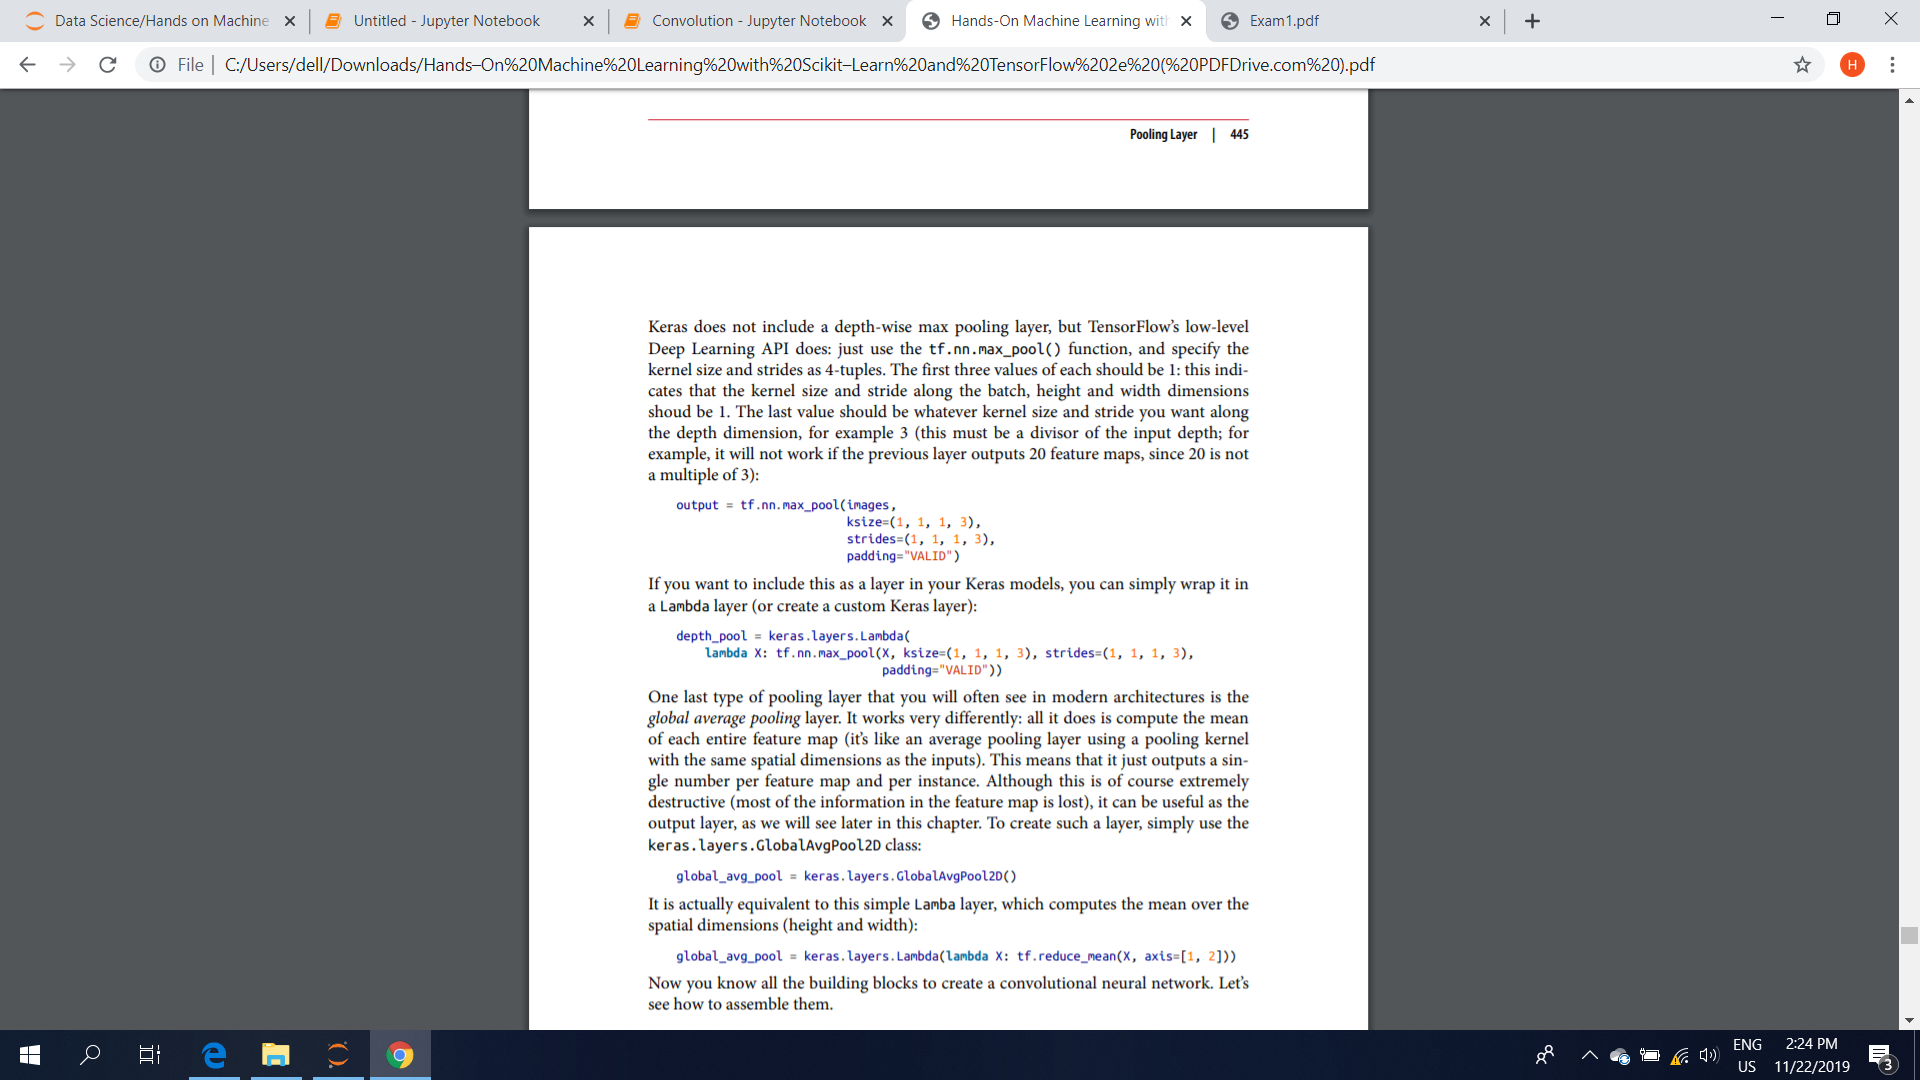 Data Science/Hands on Machine
Untitled - Jupyter Notebook
Convolution - Jupyter Notebook
Hands-On Machine Learning with
Exam1.pdf
File | C:/Users/dell/Downloads/Hands–On%20Machine%20Learning%20with%20Scikit–Learn%20and%20TensorFlow%202e%20(%20PDFDrive.com%20).pdf
H
Pooling Layer | 445
Keras does not include a depth-wise max pooling layer, but TensorFlow’s low-level
Deep Learning API does: just use the tf.nn.max_pool() function, and specify the
kernel size and strides as 4-tuples. The first three values of each should be 1: this indi-
cates that the kernel size and stride along the batch, height and width dimensions
shoud be 1. The last value should be whatever kernel size and stride you want along
the depth dimension, for example 3 (this must be a divisor of the input depth; for
example, it will not work if the previous layer outputs 20 feature maps, since 20 is not
a multiple of 3):
output = tf.nn.max_pool(images,
ksize=(1, 1, 1, 3),
strides=(1, 1, 1, 3),
padding="VALID")
If you want to include this as a layer in your Keras models, you can simply wrap it in
a Lambda layer (or create a custom Keras layer):
depth_pool = keras.layers.Lambda(
lambda X: tf.nn.max_pool(X, ksize=(1, 1, 1, 3), strides=(1, 1, 1, 3),
padding="VALID"))
One last type of pooling layer that you will often see in modern architectures is the
global average pooling layer. It works very differently: all it does is compute the mean
of each entire feature map (it’s like an average pooling layer using a pooling kernel
with the same spatial dimensions as the inputs). This means that it just outputs a sin-
gle number per feature map and per instance. Although this is of course extremely
destructive (most of the information in the feature map is lost), it can be useful as the
output layer, as we will see later in this chapter. To create such a layer, simply use the
keras.layers.GlobalAvgPool2D class:
global_avg_pool = keras.layers.GlobalAvgPool2D()
It is actually equivalent to this simple Lamba layer, which computes the mean over the
spatial dimensions (height and width):
global_avg_pool = keras.layers.Lambda(lambda X: tf.reduce_mean(X, axis=[1, 2]))
Now you know all the building blocks to create a convolutional neural network. Let’s
see how to assemble them.
ENG
US
2:24 PM
11/22/2019
3